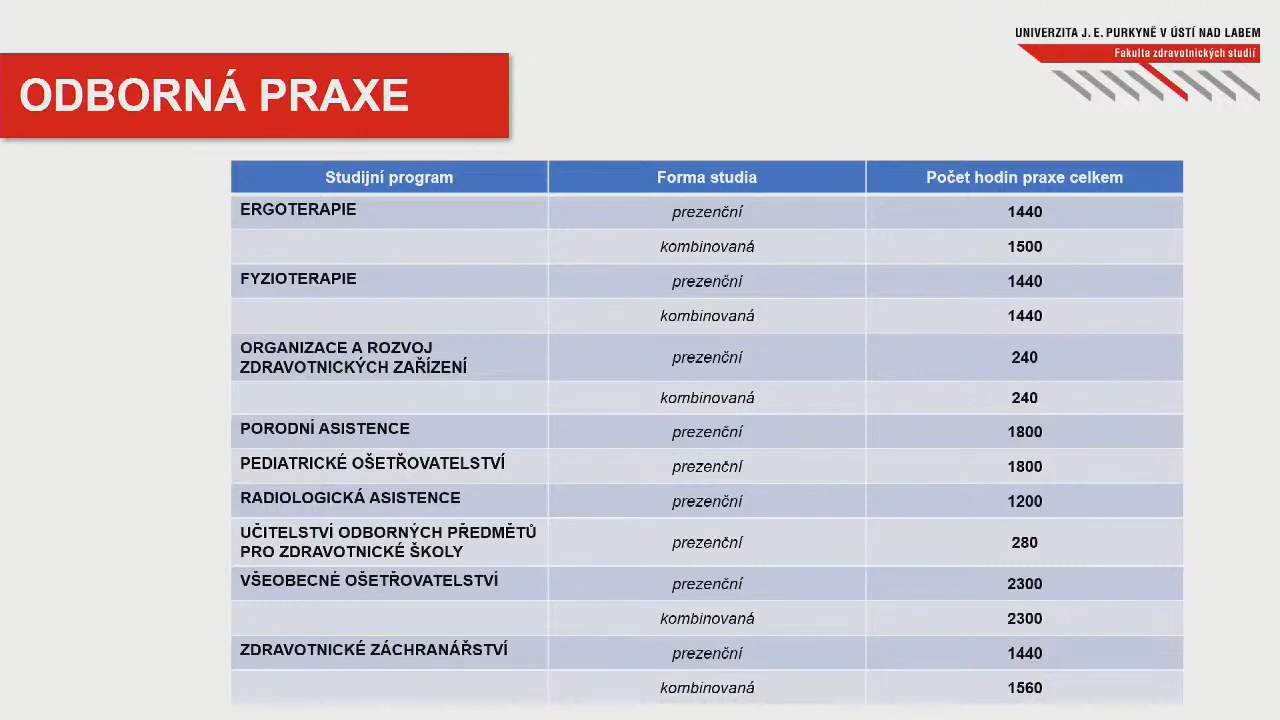 UNIVERZITA J. E. PURKYNĚ V ÚSTÍ NAD LABEM
Fakulta zdravotnických studií
ODBORNÁ PRAXE
Studijní program Forma studia Počet hodin praxe celkem
ERGOTERAPIE prezenční 1440
kombinovaná 1500
FYZIOTERAPIE prezenční 1440
kombinovaná 1440
ORGANIZACE A ROZVOJ
ZDRAVOTNICKÝCH ZAŘÍZENÍ prezenční 240
kombinovaná 240
PORODNÍ ASISTENCE prezenční 1800
PEDIATRICKÉ OŠETŘOVATELSTVÍ prezenční 1800
RADIOLOGICKÁ ASISTENCE prezenční 1200
UČITELSTVÍ ODBORNÝCH PŘEDMĚTŮ
PRO ZDRAVOTNICKÉ ŠKOLY prezenční 280
VŠEOBECNÉ OŠETŘOVATELSTVÍ prezenční 2300
kombinovaná 2300
ZDRAVOTNICKÉ ZÁCHRANÁŘSTVÍ prezenční 1440
kombinovaná 1560